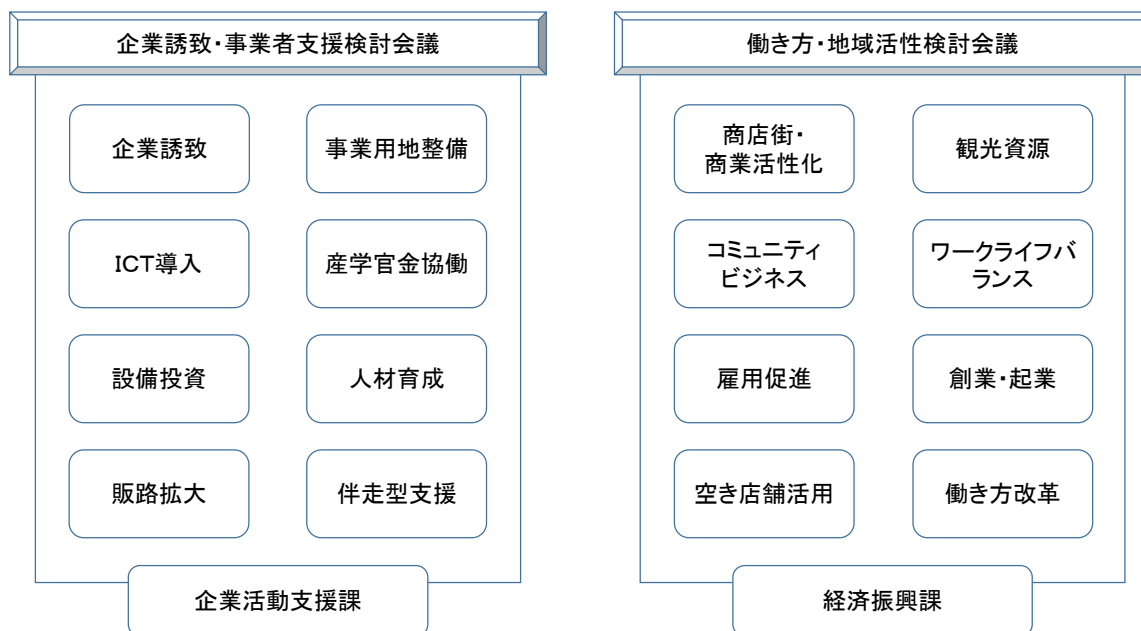 企業誘致・事業者支援検討会議
企業誘致
事業用地整備
ICT導入
産学官金協働
設備投資
人材育成
販路拡大
伴走型支援
企業活動支援課
働き方・地域活性検討会議
商店街・
商業活性化
観光資源
コミュニティ
ビジネス
ワークライフバ
ランス
雇用促進
創業・起業
空き店舗活用
働き方改革
経済振興課